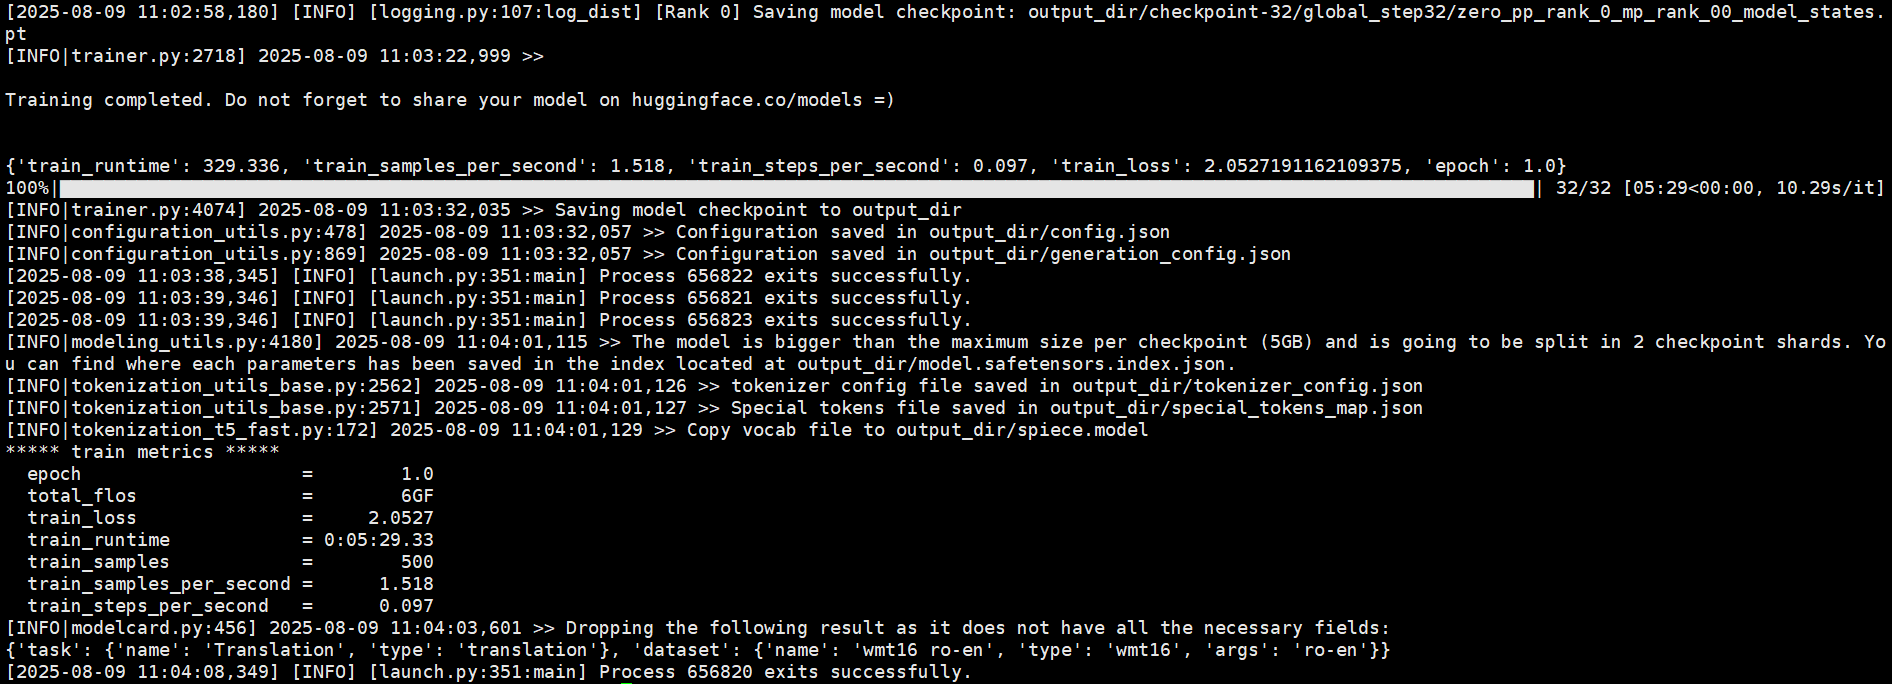 [2025-08-09 11:02:58,180] [INFO] [logging.py:107:log_dist] [Rank 0] Saving model checkpoint: output_dir/checkpoint-32/global_step32/zero_pp_rank_0_mp_rank_00_model_states.
pt
[INFO|trainer.py:2718] 2025-08-09 11:03:22,999 >>
Training completed. Do not forget to share your model on huggingface.co/models =)
{'train_runtime': 329.336, 'train_samples_per_second': 1.518, 'train_steps_per_second': 0.097, 'train_loss': 2.0527191162109375, 'epoch': 1.0}
100%|██████████| 32/32 [05:29<00:00, 10.29s/it]
[INFO|trainer.py:4074] 2025-08-09 11:03:32,035 >> Saving model checkpoint to output_dir
[INFO|configuration_utils.py:478] 2025-08-09 11:03:32,057 >> Configuration saved in output_dir/config.json
[INFO|configuration_utils.py:869] 2025-08-09 11:03:32,057 >> Configuration saved in output_dir/generation_config.json
[2025-08-09 11:03:38,345] [INFO] [launch.py:351:main] Process 656822 exits successfully.
[2025-08-09 11:03:39,346] [INFO] [launch.py:351:main] Process 656821 exits successfully.
[2025-08-09 11:03:39,346] [INFO] [launch.py:351:main] Process 656823 exits successfully.
[INFO|modeling_utils.py:4180] 2025-08-09 11:04:01,115 >> The model is bigger than the maximum size per checkpoint (5GB) and is going to be split in 2 checkpoint shards. Yo
u can find where each parameters has been saved in the index located at output_dir/model.safetensors.index.json.
[INFO|tokenization_utils_base.py:2562] 2025-08-09 11:04:01,126 >> tokenizer config file saved in output_dir/tokenizer_config.json
[INFO|tokenization_utils_base.py:2571] 2025-08-09 11:04:01,127 >> Special tokens file saved in output_dir/special_tokens_map.json
[INFO|tokenization_t5_fast.py:172] 2025-08-09 11:04:01,129 >> Copy vocab file to output_dir/spiece.model
***** train metrics *****
  epoch                    =        1.0
  total_flos               =        6GF
  train_loss               =     2.0527
  train_runtime            = 0:05:29.33
  train_samples            =        500
  train_samples_per_second =      1.518
  train_steps_per_second   =      0.097
[INFO|modelcard.py:456] 2025-08-09 11:04:03,601 >> Dropping the following result as it does not have all the necessary fields:
{'task': {'name': 'Translation', 'type': 'translation'}, 'dataset': {'name': 'wmt16 ro-en', 'type': 'wmt16', 'args': 'ro-en'}}
[2025-08-09 11:04:08,349] [INFO] [launch.py:351:main] Process 656820 exits successfully.